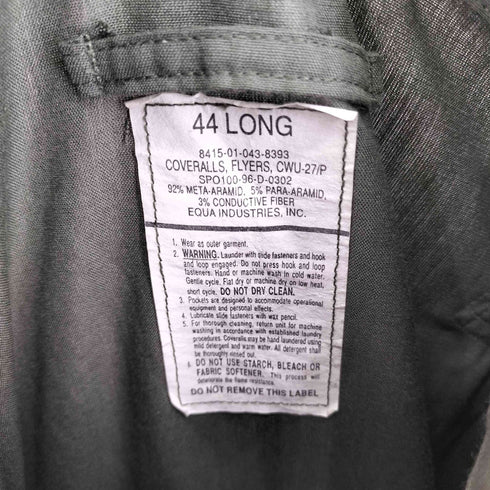 44 LONG
8415-01-043-8393
COVERALLS, FLYERS, CWU-27/P
SPO100-96-D-0302
92% META-ARAMID, 5% PARA-ARAMID,
3% CONDUCTIVE FIBER
EQUA INDUSTRIES, INC.
1. Wear as outer garment.
2. WARNING. Launder with slide fasteners and hook
and loop engaged. Do not press hook and loop
fasteners. Hand or machine wash in cold water.
Gentle cycle. Flat dry or machine dry on low heat,
short cycle. DO NOT DRY CLEAN.
3. Pockets are designed to accommodate operational
equipment and personal effects.
4. Lubricate slide fasteners with wax pencil.
5. For thorough cleaning, return unit for machine
washing in accordance with established laundry
procedures. Coveralls may be hand laundered using
mild detergent and warm water. All detergent shall
be thoroughly rinsed out.
6. DO NOT USE STARCH, BLEACH OR
FABRIC SOFTENER. This process will
deteriorate the flame resistance.
DO NOT REMOVE THIS LABEL